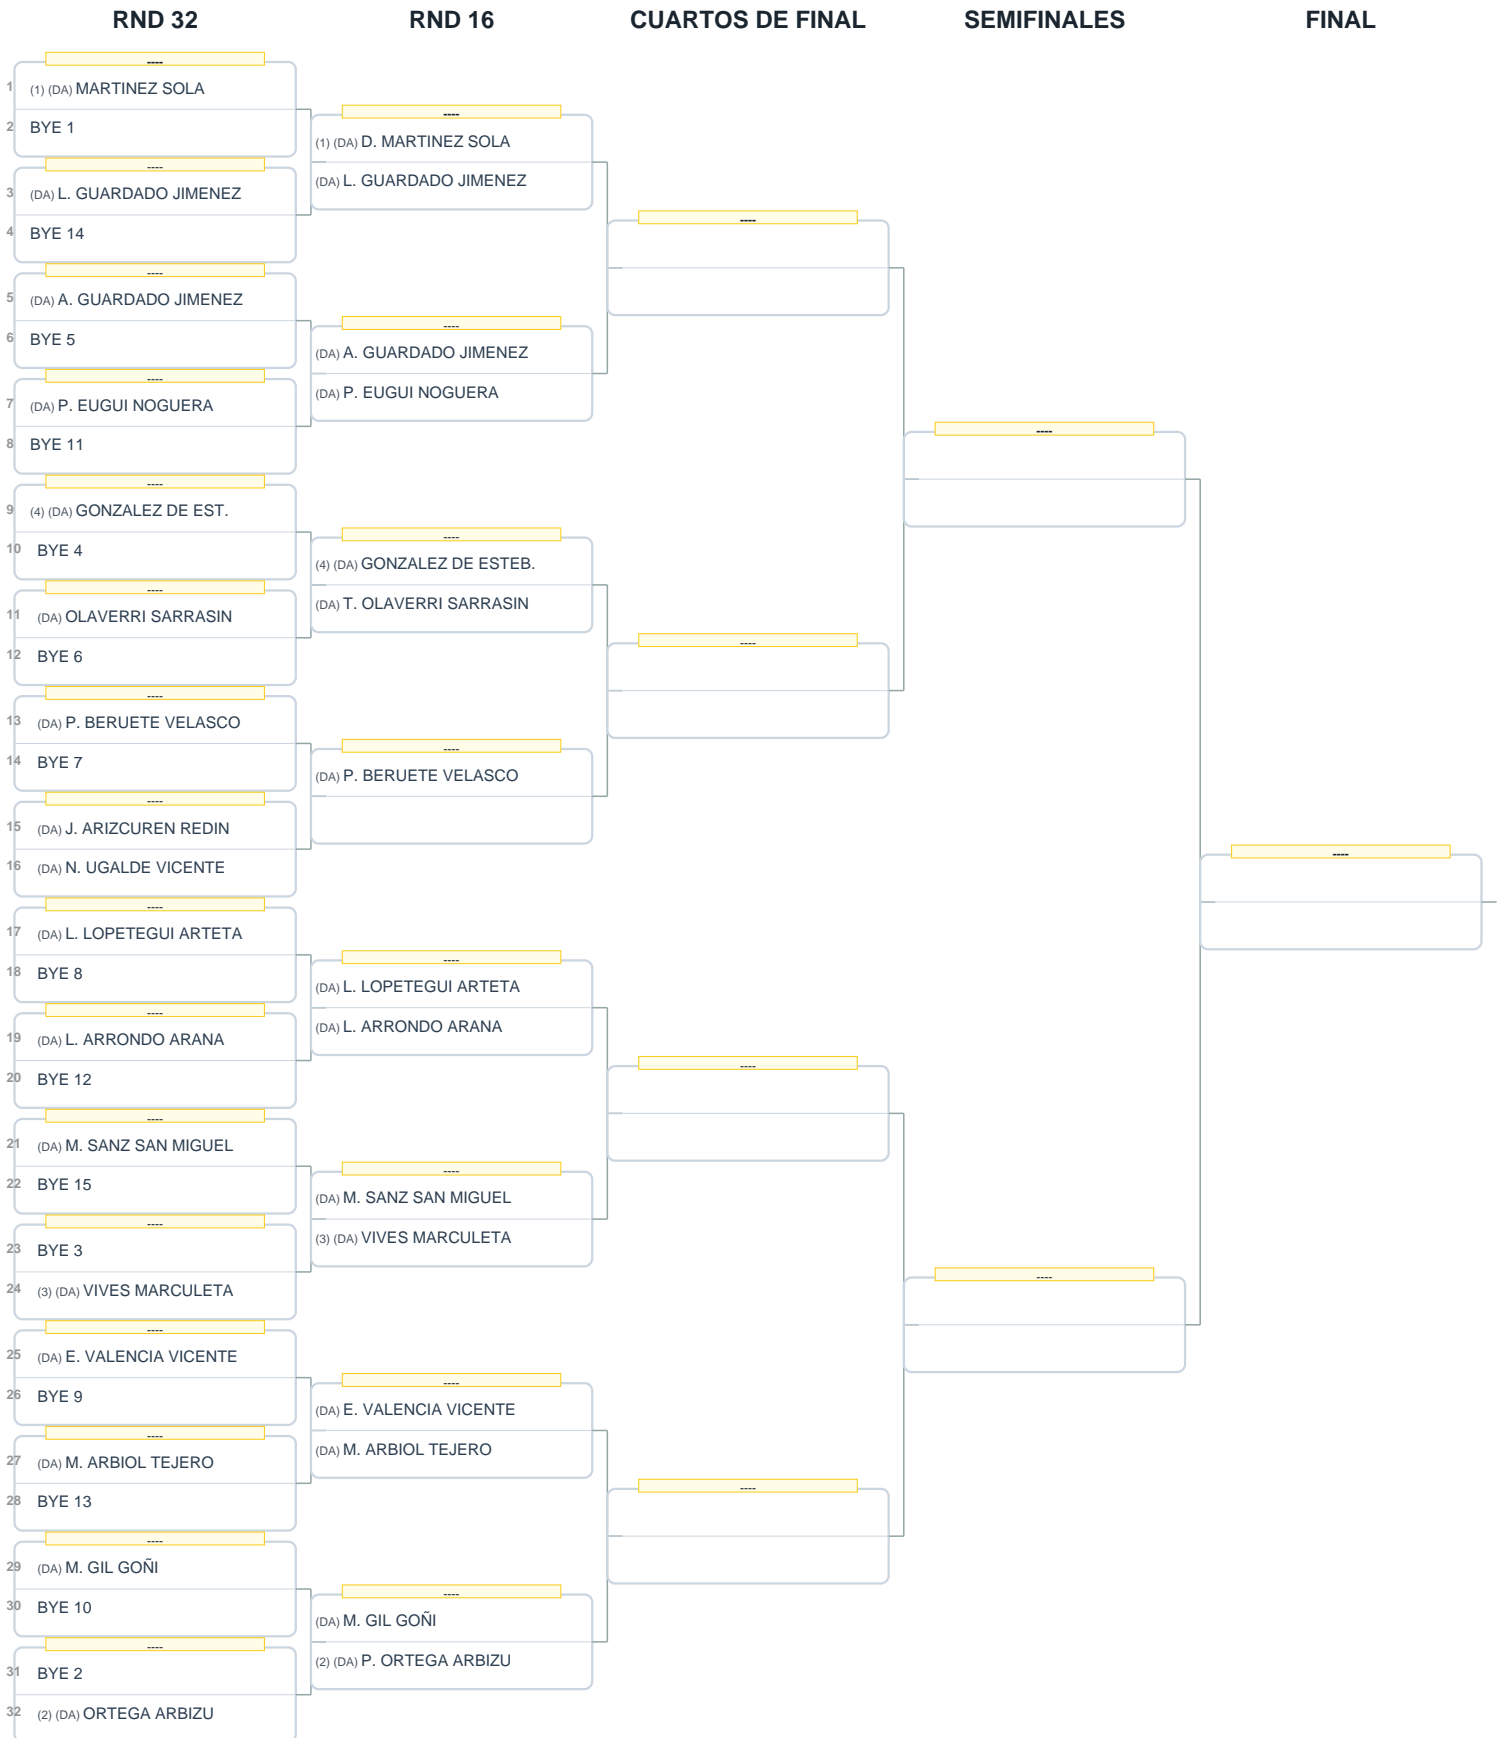 RND 32
RND 16
CUARTOS DE FINAL
SEMIFINALES
FINAL
----
1 (1) (DA) MARTINEZ SOLA
2 BYE 1
----
3 (DA) L. GUARDADO JIMENEZ
4 BYE 14
----
5 (DA) A. GUARDADO JIMENEZ
6 BYE 5
----
7 (DA) P. EUGUI NOGUERA
8 BYE 11
----
9 (4) (DA) GONZALEZ DE EST.
10 BYE 4
----
11 (DA) OLAVERRI SARRASIN
12 BYE 6
----
13 (DA) P. BERUETE VELASCO
14 BYE 7
----
15 (DA) J. ARIZCUREN REDIN
16 (DA) N. UGALDE VICENTE
----
17 (DA) L. LOPETEGUI ARTETA
18 BYE 8
----
19 (DA) L. ARRONDO ARANA
20 BYE 12
----
21 (DA) M. SANZ SAN MIGUEL
22 BYE 15
----
23 BYE 3
24 (3) (DA) VIVES MARCULETA
----
25 (DA) E. VALENCIA VICENTE
26 BYE 9
----
27 (DA) M. ARBIOL TEJERO
28 BYE 13
----
29 (DA) M. GIL GOÑI
30 BYE 10
----
31 BYE 2
32 (2) (DA) ORTEGA ARBIZU
----
(1) (DA) D. MARTINEZ SOLA
(DA) L. GUARDADO JIMENEZ
----
(DA) A. GUARDADO JIMENEZ
(DA) P. EUGUI NOGUERA
----
(4) (DA) GONZALEZ DE ESTEB.
(DA) T. OLAVERRI SARRASIN
----
(DA) P. BERUETE VELASCO
----
(DA) L. LOPETEGUI ARTETA
(DA) L. ARRONDO ARANA
----
(DA) M. SANZ SAN MIGUEL
(3) (DA) VIVES MARCULETA
----
(DA) E. VALENCIA VICENTE
(DA) M. ARBIOL TEJERO
----
(DA) M. GIL GOÑI
(2) (DA) P. ORTEGA ARBIZU
----
----
----
----
----
----
----